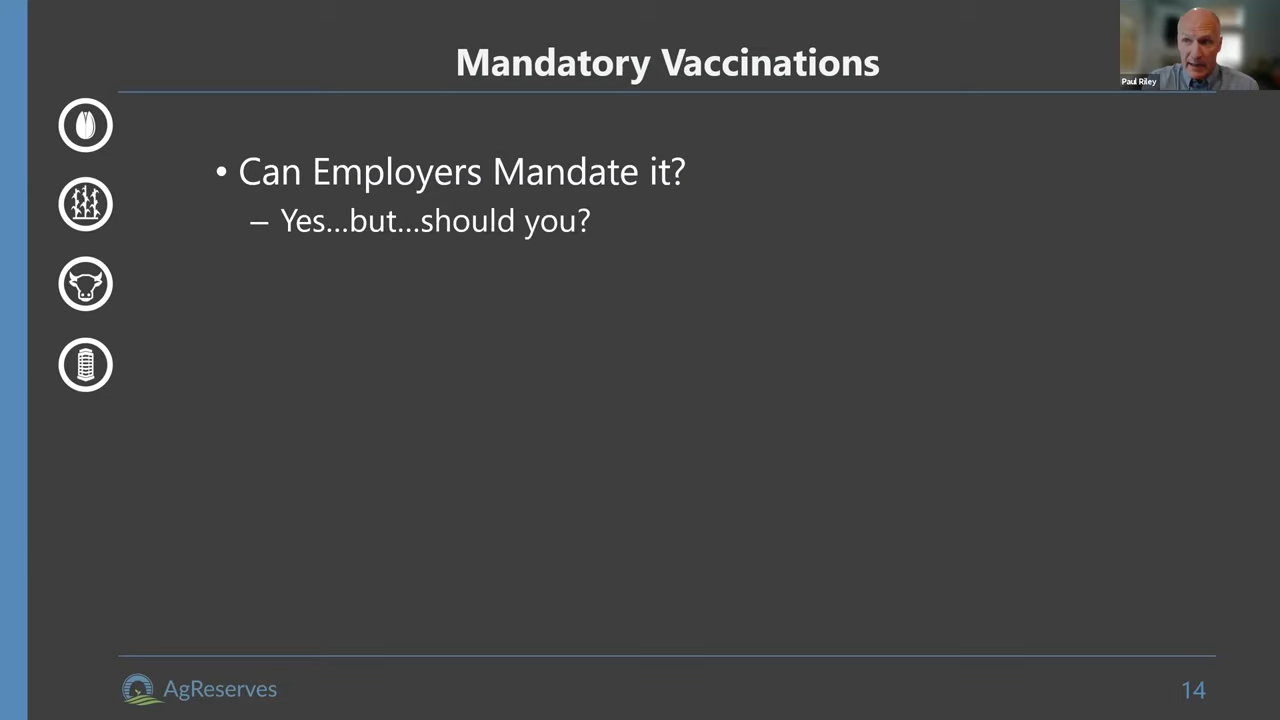 Mandatory Vaccinations
Paul Riley
• Can Employers Mandate it?
– Yes...but...should you?
AgReserves
14